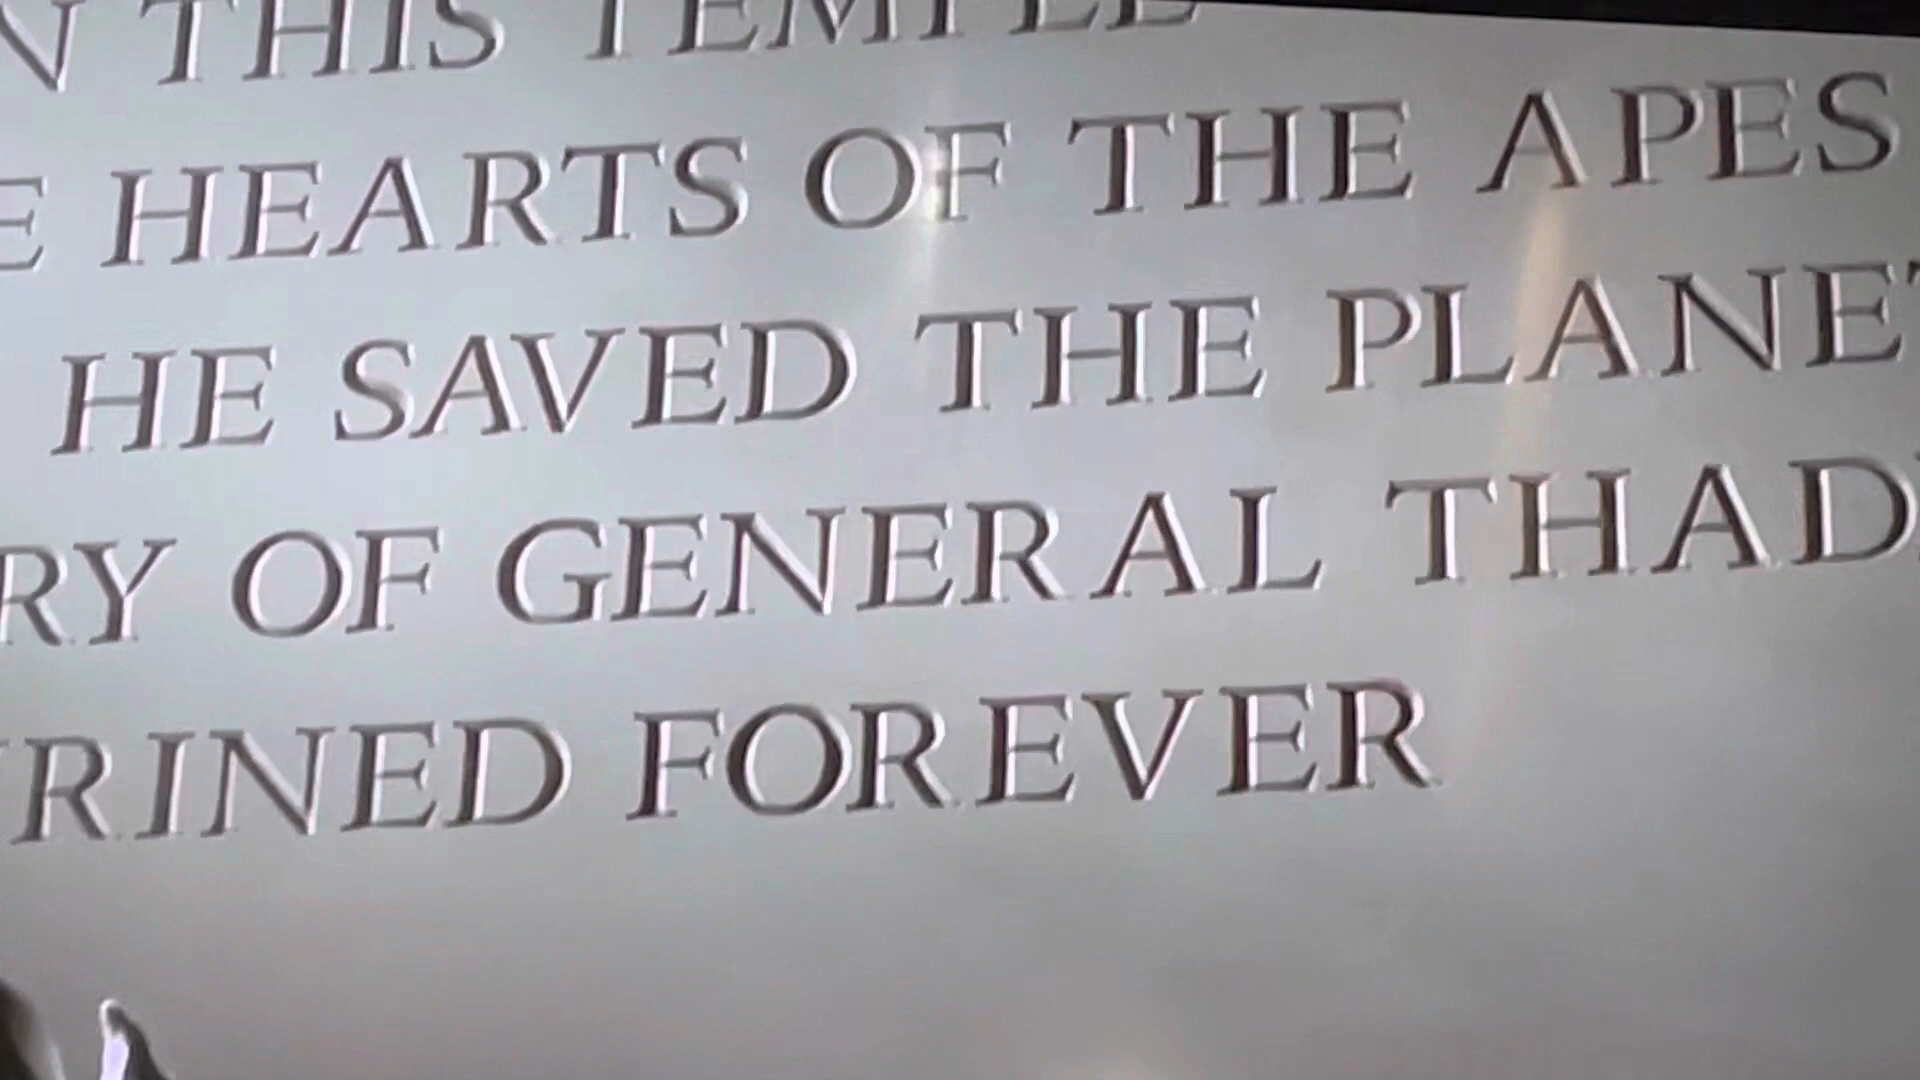 N THIS TEMPLE
E HEARTS OF THE APES
HE SAVED THE PLANET
RY OF GENERAL THAD
RINED FOREVER